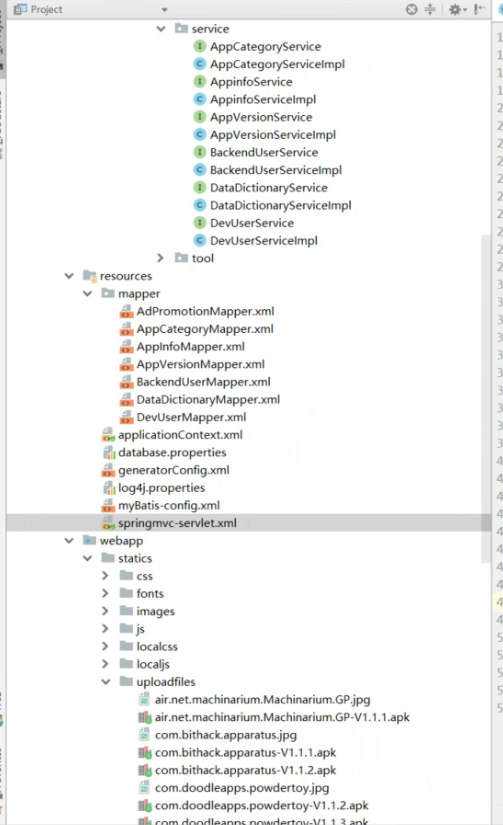 Project
service
AppCategoryService
AppCategoryServiceImpl
AppinfoService
AppinfoServiceImpl
AppVersionService
AppVersionServiceImpl
BackendUserService
BackendUserServiceImpl
DataDictionaryService
DataDictionaryServiceImpl
DevUserService
DevUserServiceImpl
tool
resources
mapper
AdPromotionMapper.xml
AppCategoryMapper.xml
AppInfoMapper.xml
AppVersionMapper.xml
BackendUserMapper.xml
DataDictionaryMapper.xml
DevUserMapper.xml
applicationContext.xml
database.properties
generatorConfig.xml
log4j.properties
myBatis-config.xml
springmvc-servlet.xml
webapp
statics
css
fonts
images
js
localcss
localjs
uploadfiles
air.net.machinarium.Machinarium.GP.jpg
air.net.machinarium.Machinarium.GP-V1.1.1.apk
com.bithack.apparatus.jpg
com.bithack.apparatus-V1.1.1.apk
com.bithack.apparatus-V1.1.2.apk
com.doodleapps.powdertoy.jpg
com.doodleapps.powdertoy-V1.1.2.apk
com.doodleapps.powdertoy-V1.1.3.apk